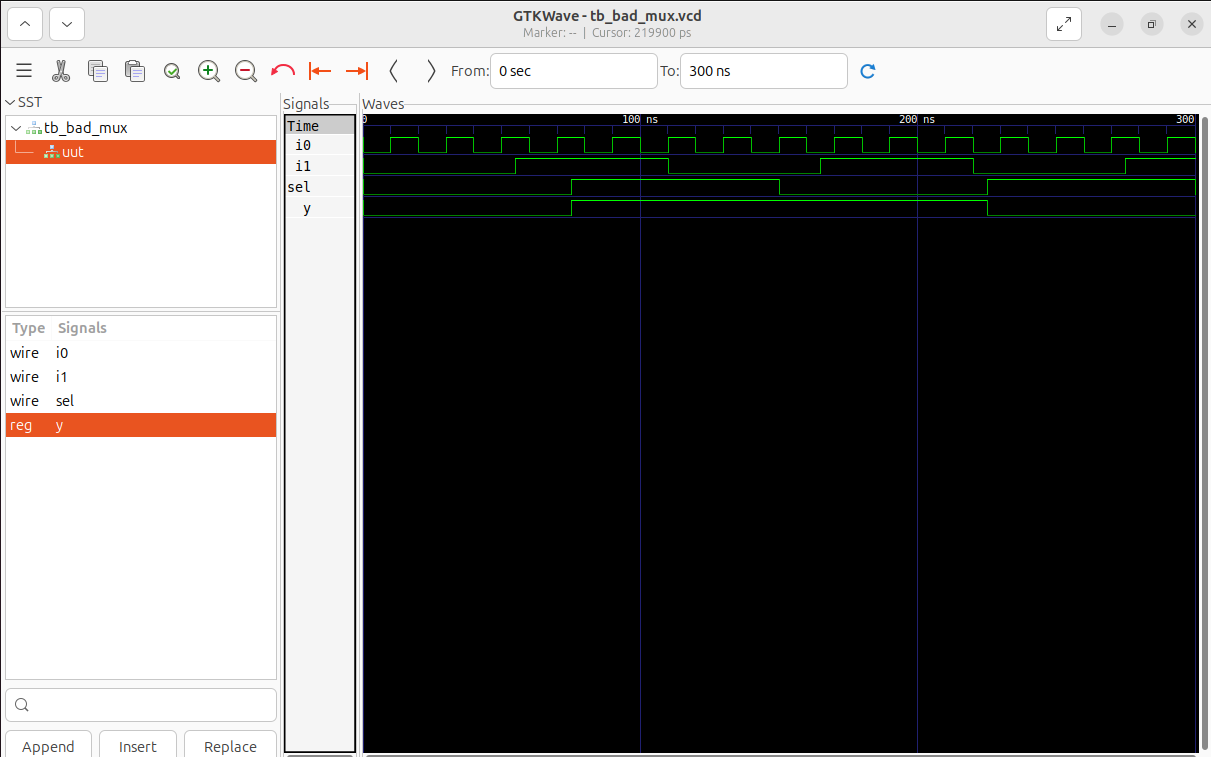 GTKWave - tb_bad_mux.vcd
Marker: -- | Cursor: 219900 ps
From: 0 sec To: 300 ns
SST
tb_bad_mux
uut
Type Signals
wire i0
wire i1
wire sel
reg y
Append Insert Replace
Signals
Time
i0
i1
sel
y
Waves
0 100 ns 200 ns 300